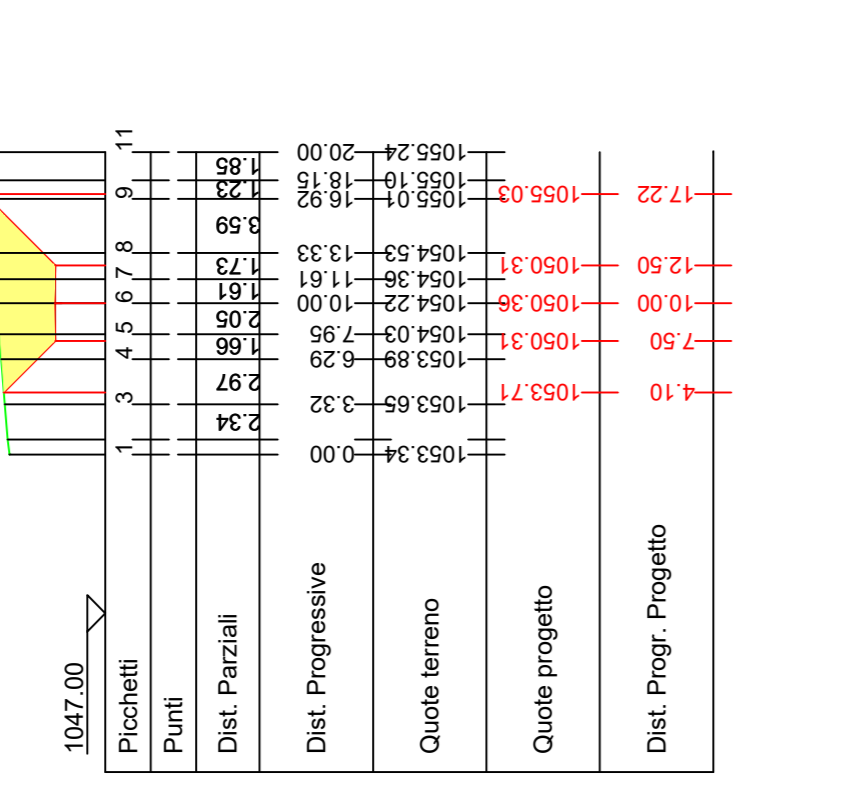 1047.00
Picchetti 1 3 4 5 6 7 8 9 11
Punti
Dist. Parziali 2.34 2.97 1.66 2.05 1.61 1.73 3.59 1.23 1.85
Dist. Progressive 0.00 3.32 6.29 7.95 10.00 11.61 13.33 16.92 18.15 20.00
Quote terreno 1053.34 1053.65 1053.89 1054.03 1054.22 1054.36 1054.53 1055.01 1055.10 1055.24
Quote progetto 1053.71 1050.31 1050.36 1050.31 1055.03
Dist. Progr. Progetto 4.10 7.50 10.00 12.50 17.22